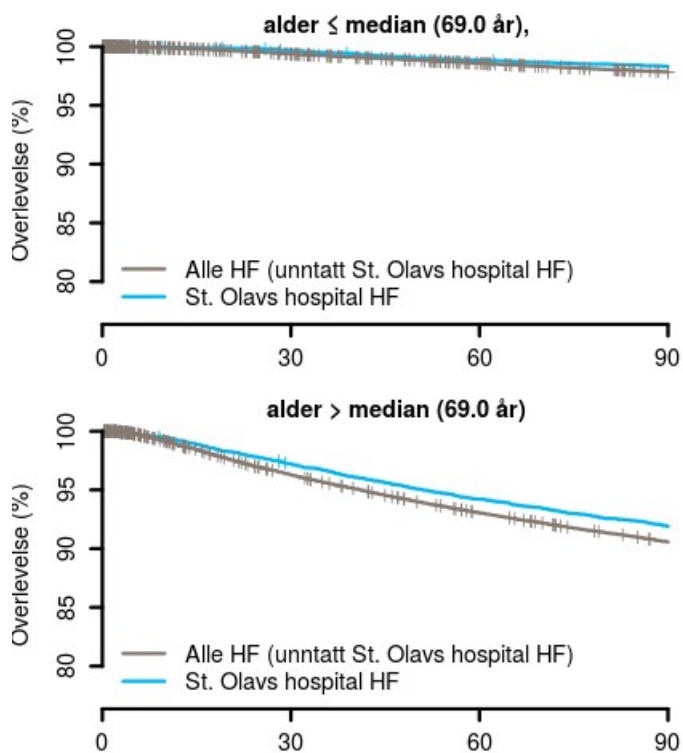 alder ≤ median (69.0 år),
Overlevelse (%)
100
95
90
85
80
Alle HF (unntatt St. Olavs hospital HF)
St. Olavs hospital HF
0 30 60 90
alder > median (69.0 år)
Overlevelse (%)
100
95
90
85
80
Alle HF (unntatt St. Olavs hospital HF)
St. Olavs hospital HF
0 30 60 90